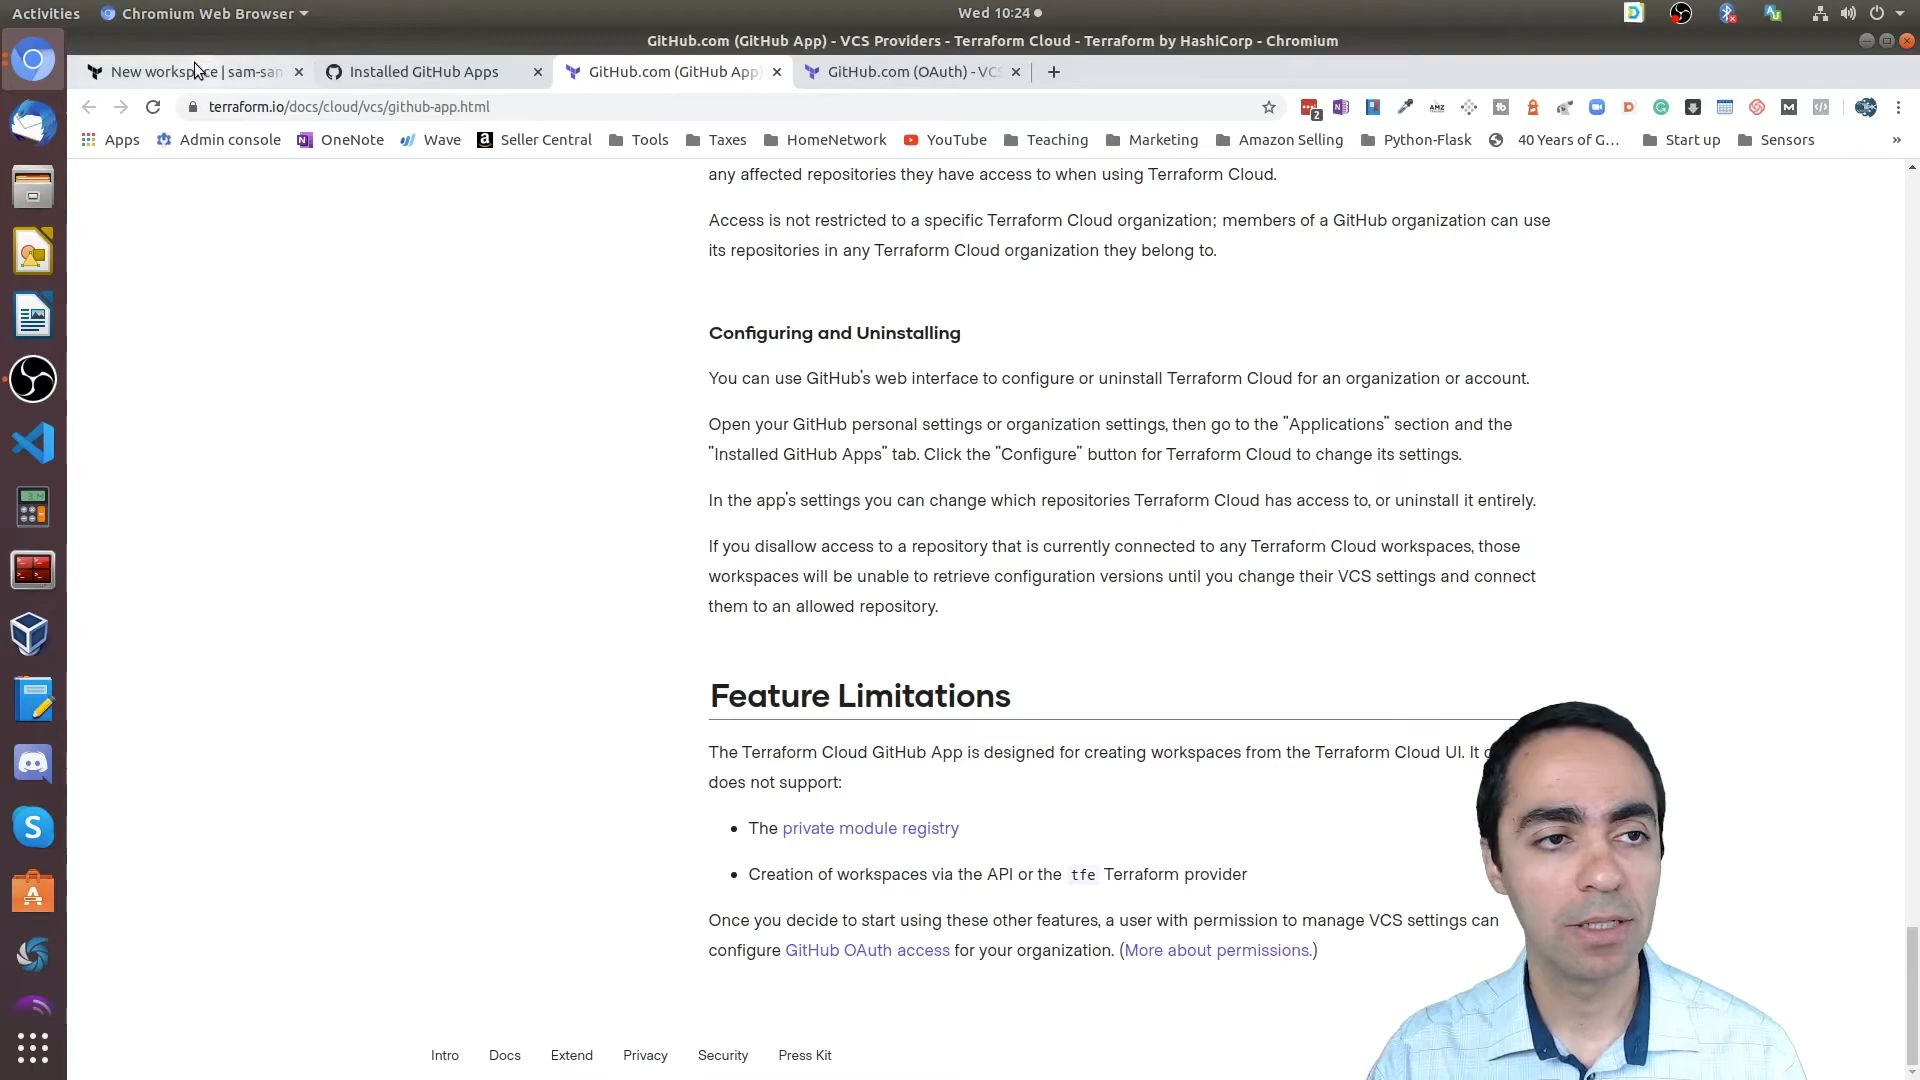 Activities
Chromium Web Browser
Wed 10:24
GitHub.com (GitHub App) - VCS Providers - Terraform Cloud - Terraform by HashiCorp - Chromium
New workspace | sam-san
Installed GitHub Apps
GitHub.com (GitHub App)
GitHub.com (OAuth) - VCS
terraform.io/docs/cloud/vcs/github-app.html
2
Apps
Admin console
OneNote
Wave
Seller Central
Tools
Taxes
HomeNetwork
YouTube
Teaching
Marketing
Amazon Selling
Python-Flask
40 Years of G...
Start up
Sensors
»
any affected repositories they have access to when using Terraform Cloud.
Access is not restricted to a specific Terraform Cloud organization; members of a GitHub organization can use
its repositories in any Terraform Cloud organization they belong to.
Configuring and Uninstalling
You can use GitHub's web interface to configure or uninstall Terraform Cloud for an organization or account.
Open your GitHub personal settings or organization settings, then go to the "Applications" section and the
"Installed GitHub Apps" tab. Click the "Configure" button for Terraform Cloud to change its settings.
In the app's settings you can change which repositories Terraform Cloud has access to, or uninstall it entirely.
If you disallow access to a repository that is currently connected to any Terraform Cloud workspaces, those
workspaces will be unable to retrieve configuration versions until you change their VCS settings and connect
them to an allowed repository.
Feature Limitations
The Terraform Cloud GitHub App is designed for creating workspaces from the Terraform Cloud UI. It
does not support:
• The private module registry
• Creation of workspaces via the API or the tfe Terraform provider
Once you decide to start using these other features, a user with permission to manage VCS settings can
configure GitHub OAuth access for your organization. (More about permissions.)
Intro
Docs
Extend
Privacy
Security
Press Kit